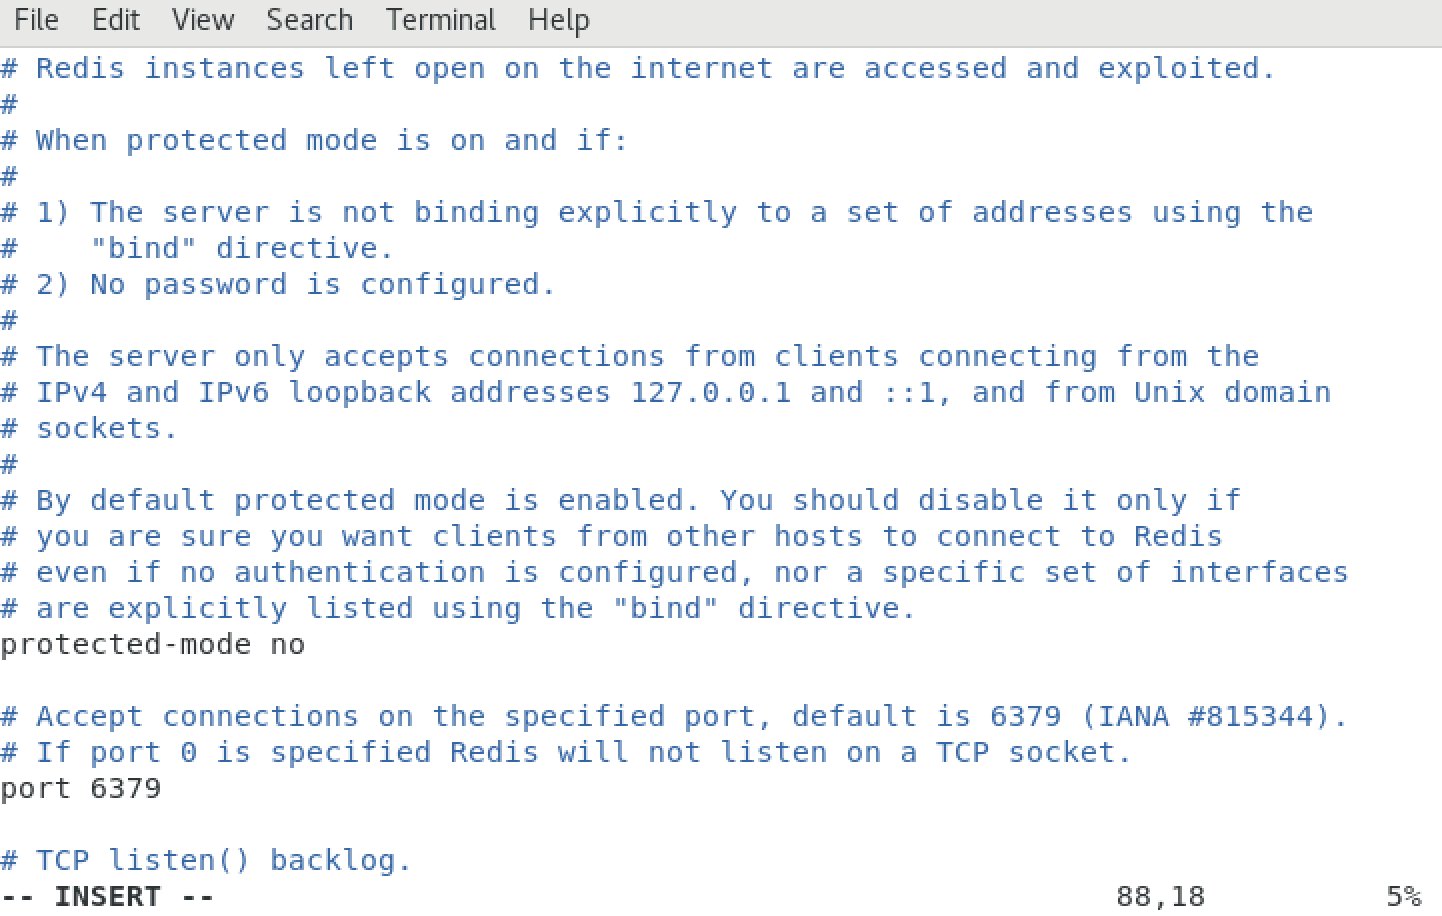 File Edit View Search Terminal Help
# Redis instances left open on the internet are accessed and exploited.
#
# When protected mode is on and if:
#
# 1) The server is not binding explicitly to a set of addresses using the
#    "bind" directive.
# 2) No password is configured.
#
# The server only accepts connections from clients connecting from the
# IPv4 and IPv6 loopback addresses 127.0.0.1 and ::1, and from Unix domain
# sockets.
#
# By default protected mode is enabled. You should disable it only if
# you are sure you want clients from other hosts to connect to Redis
# even if no authentication is configured, nor a specific set of interfaces
# are explicitly listed using the "bind" directive.
protected-mode no

# Accept connections on the specified port, default is 6379 (IANA #815344).
# If port 0 is specified Redis will not listen on a TCP socket.
port 6379

# TCP listen() backlog.
-- INSERT -- 88,18 5%